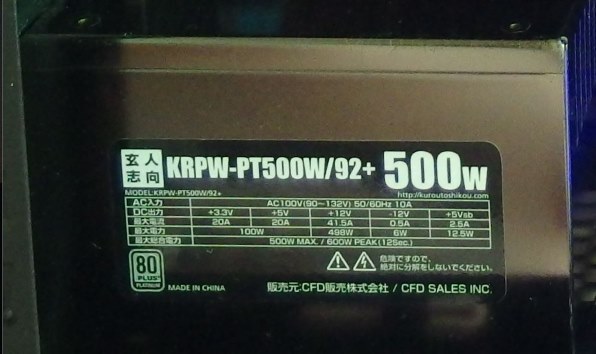 玄人志向 KRPW-PT500W/92+ 500W
MODEL:KRPW-PT500W/92+ http://kuroutoshikou.com
AC入力 AC100V(90-132V) 50/60Hz 10A
DC出力 +3.3V +5V +12V -12V +5Vsb
最大電流 20A 20A 41.5A 0.5A 2.5A
最大電力 100W 498W 6W 12.5W
最大総合電力 500W MAX. / 600W PEAK(12Sec.)
危険ですので、
絶対に分解をしないでください。
80
PLUS
PLATINUM
MADE IN CHINA 販売元:CFD販売株式会社 / CFD SALES INC.